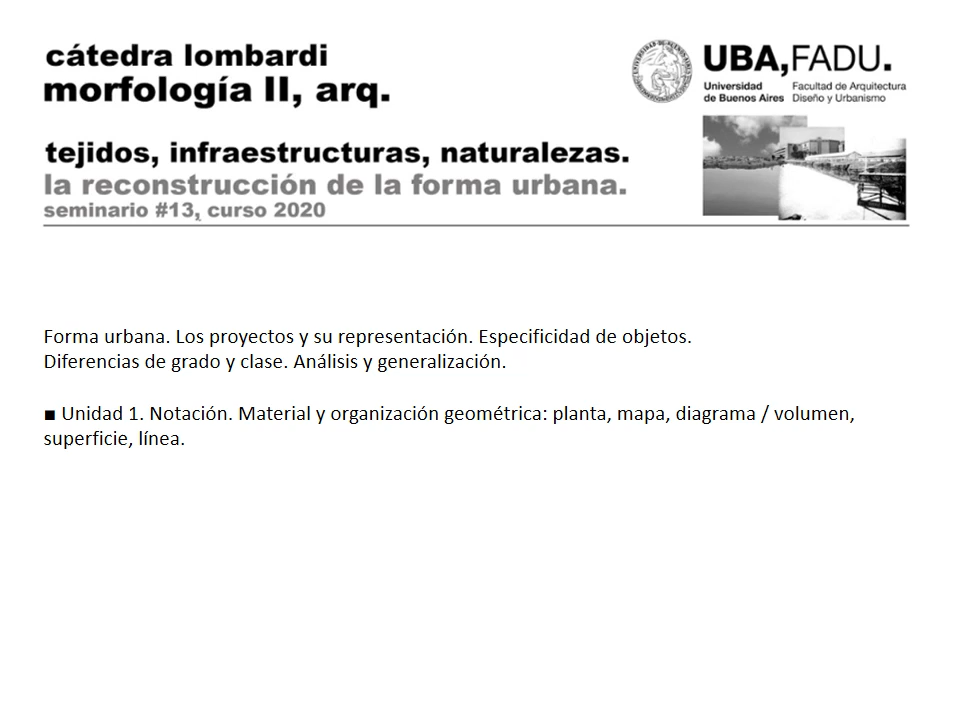 cátedra lombardi
morfología II, arq.
UBA,FADU.
Universidad
de Buenos Aires
Facultad de Arquitectura
Diseño y Urbanismo
tejidos, infraestructuras, naturalezas.
la reconstrucción de la forma urbana.
seminario #13, curso 2020
Forma urbana. Los proyectos y su representación. Especificidad de objetos.
Diferencias de grado y clase. Análisis y generalización.
■ Unidad 1. Notación. Material y organización geométrica: planta, mapa, diagrama / volumen,
superficie, línea.